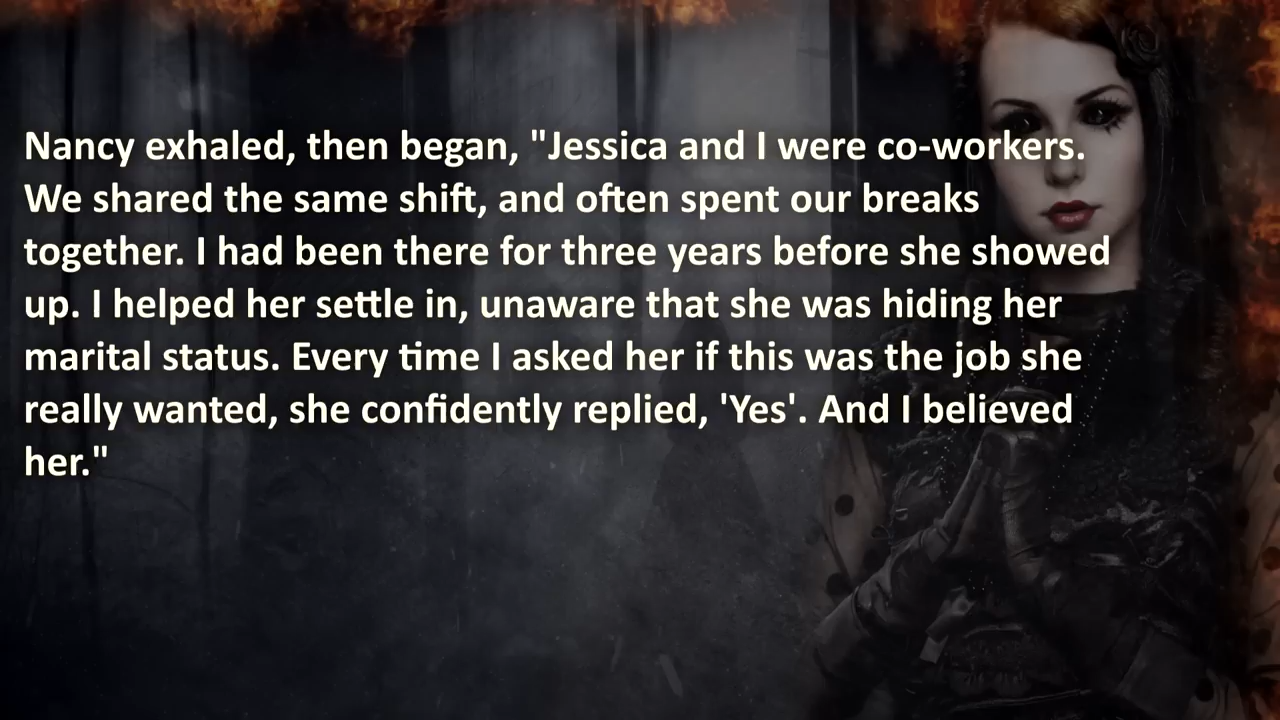 Nancy exhaled, then began, "Jessica and I were co-workers.
We shared the same shift, and often spent our breaks
together. I had been there for three years before she showed
up. I helped her settle in, unaware that she was hiding her
marital status. Every time I asked her if this was the job she
really wanted, she confidently replied, 'Yes'. And I believed
her."